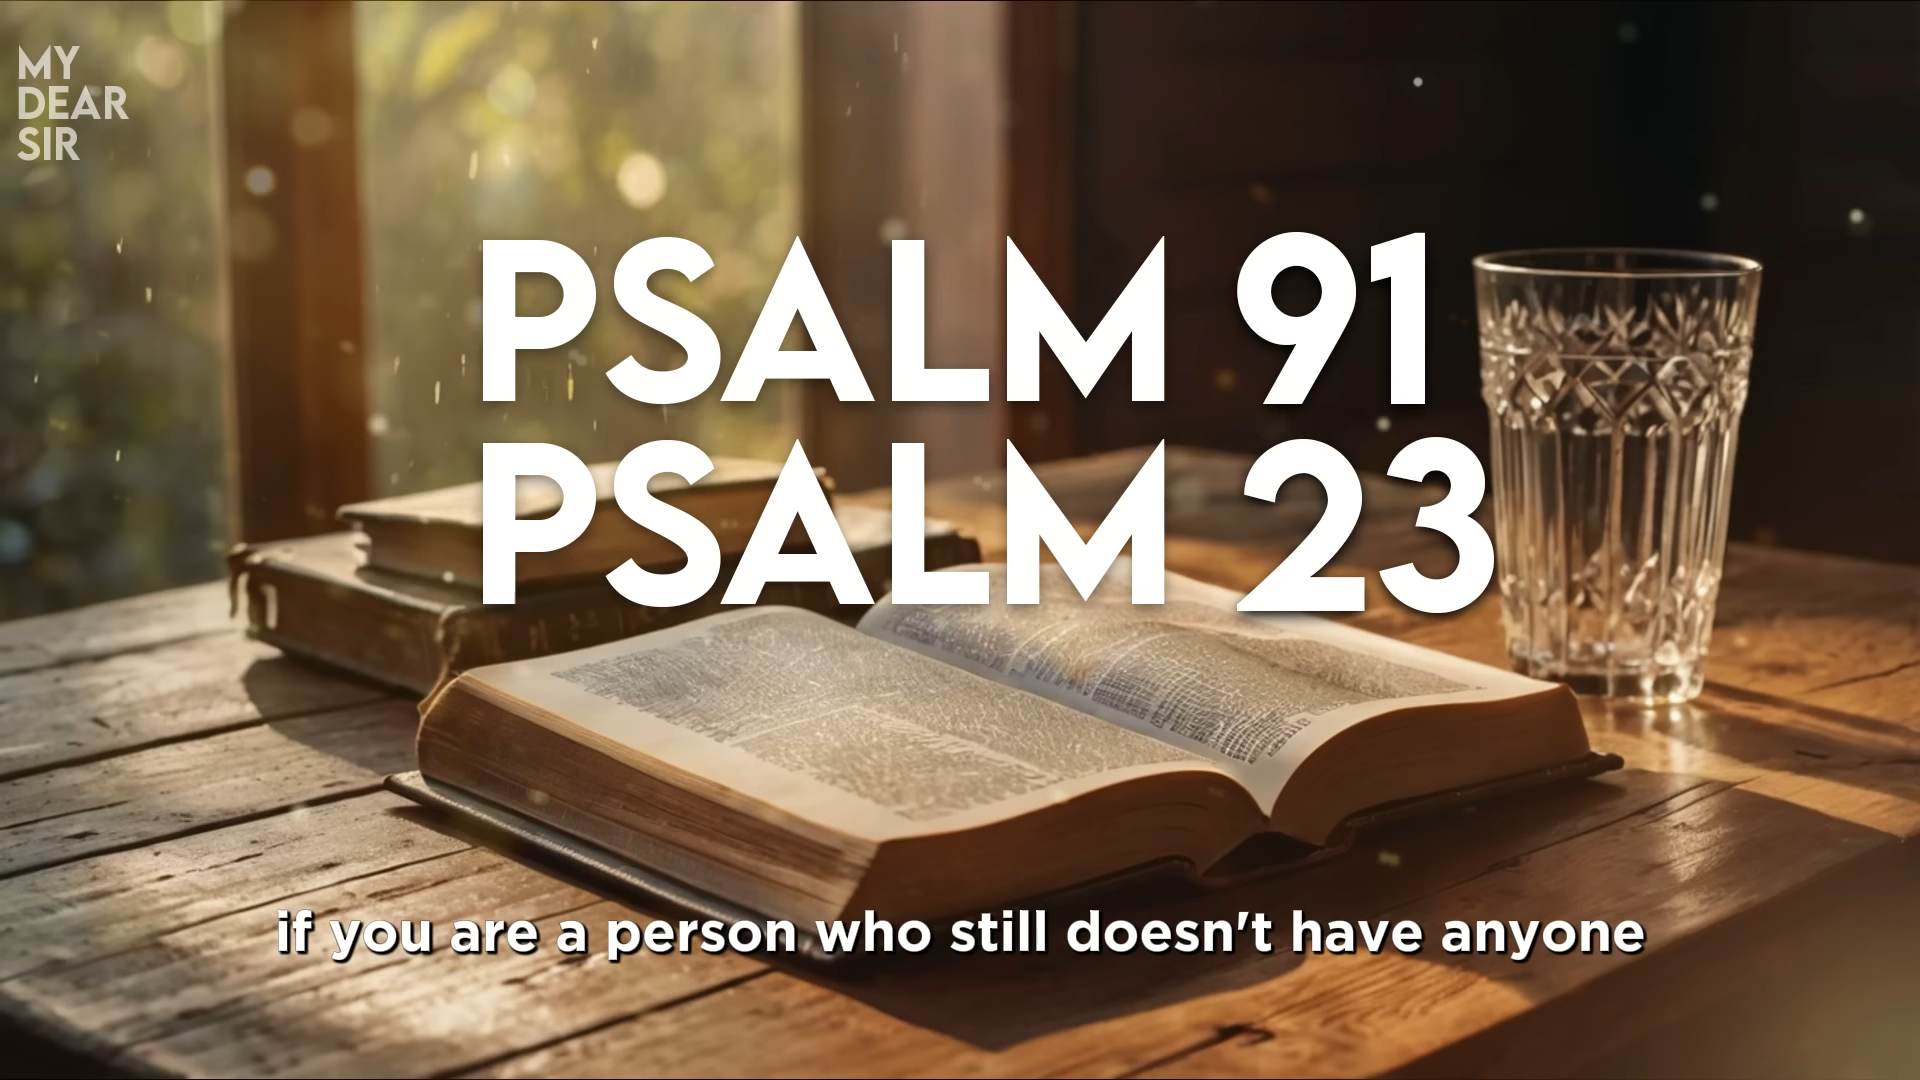 MY
DEAR
SIR
PSALM 91
PSALM 23
if you are a person who still doesn't have anyone